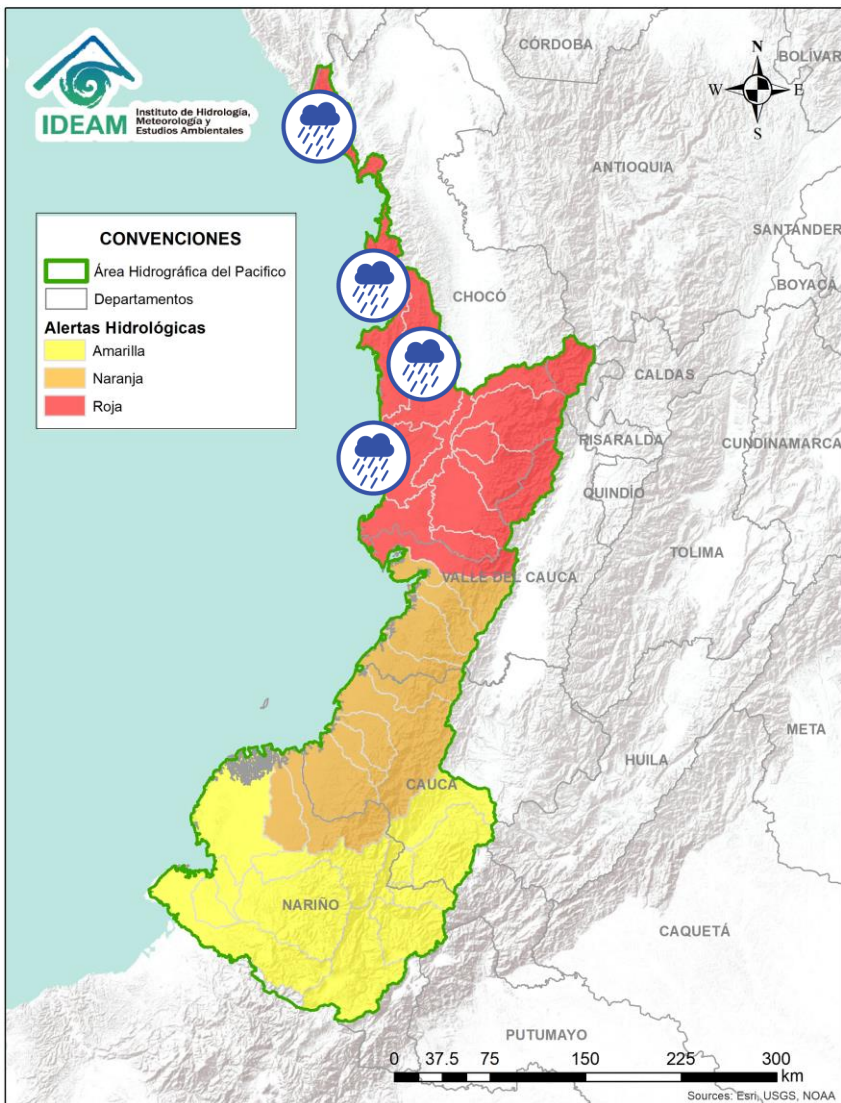 CÓRDOBA
BOLÍVAR
N
W E
S
IDEAM
Instituto de Hidrología,
Meteorología y
Estudios Ambientales
ANTIOQUIA
SANTANDER
BOYACÁ
CONVENCIONES
Área Hidrográfica del Pacifico
Departamentos
Alertas Hidrológicas
Amarilla
Naranja
Roja
CHOCÓ
CALDAS
RISARALDA
CUNDINAMARCA
QUINDÍO
TOLIMA
VALLE DEL CAUCA
META
HUILA
CAUCA
NARIÑO
CAQUETÁ
PUTUMAYO
0 37.5 75 150 225 300
km
Sources: Esri, USGS, NOAA